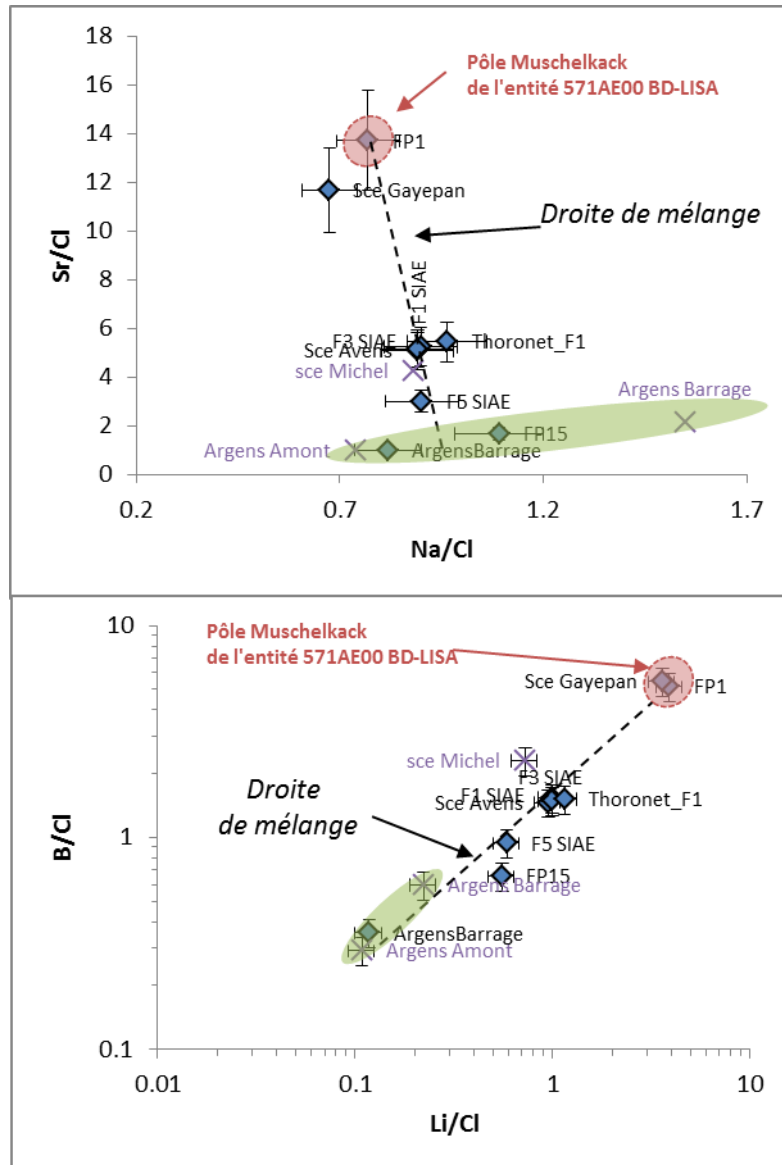 18
16
14
12
10
8
6
4
2
0
Sr/Cl
Pôle Muschelkack
de l'entité 571AE00 BD-LISA
FP1
Sce Gayepan
Droite de mélange
F1 SIAE
F3 SIAE
Thoronet_F1
Sce Avens
sce Michel
F5 SIAE
Argens Barrage
FP15
Argens Amont
ArgensBarrage
0.2 0.7 1.2 1.7
Na/Cl
10
1
0.1
B/Cl
Pôle Muschelkack
de l'entité 571AE00 BD-LISA
Sce Gayepan
FP1
sce Michel
F3 SIAE
F1 SIAE
Thoronet_F1
Sce Avens
Droite
de mélange
F5 SIAE
FP15
Argens Barrage
ArgensBarrage
Argens Amont
0.01 0.1 1 10
Li/Cl